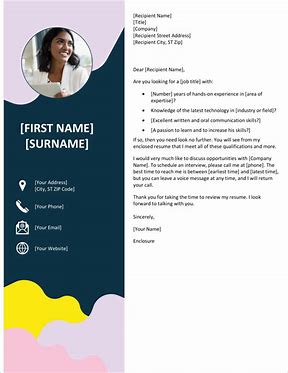 [FIRST NAME]
[SURNAME]
[Your Address]
[City, ST ZIP Code]
[Your Phone]
[Your Email]
[Your Website]
[Recipient Name]
[Title]
[Company]
[Recipient Street Address]
[Recipient City, ST Zip]
Dear [Recipient Name],
Are you looking for a [job title] with:
• [Number] years of hands-on experience in [area of
expertise]?
• Knowledge of the latest technology in [industry or field]?
• [Excellent written and oral communication skills?]
• [A passion to learn and to increase his skills?]
If so, then you need look no further. You will see from my
enclosed resume that I meet all of these qualifications and more.
I would very much like to discuss opportunities with [Company
Name]. To schedule an interview, please call me at [phone]. The
best time to reach me is between [earliest time] and [latest time],
but you can leave a voice message at any time, and I will return
your call.
Thank you for taking the time to review my resume. I look
forward to talking with you.
Sincerely,
[Your Name]
Enclosure